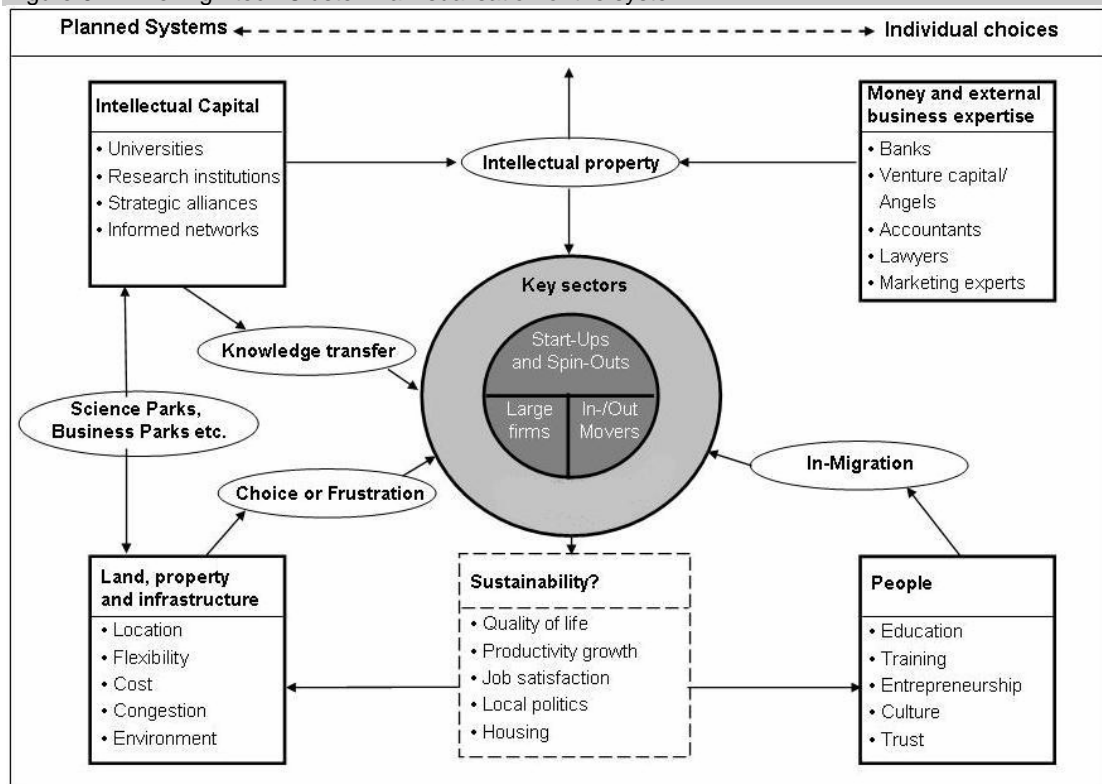 Planned Systems
Individual choices
Intellectual Capital
• Universities
• Research institutions
• Strategic alliances
• Informed networks
Intellectual property
Money and external
business expertise
• Banks
• Venture capital/
Angels
• Accountants
• Lawyers
• Marketing experts
Key sectors
Start-Ups
and Spin-Outs
Large
firms
In-/Out
Movers
Knowledge transfer
Science Parks,
Business Parks etc.
Choice or Frustration
In-Migration
Land, property
and infrastructure
• Location
• Flexibility
• Cost
• Congestion
• Environment
Sustainability?
• Quality of life
• Productivity growth
• Job satisfaction
• Local politics
• Housing
People
• Education
• Training
• Entrepreneurship
• Culture
• Trust